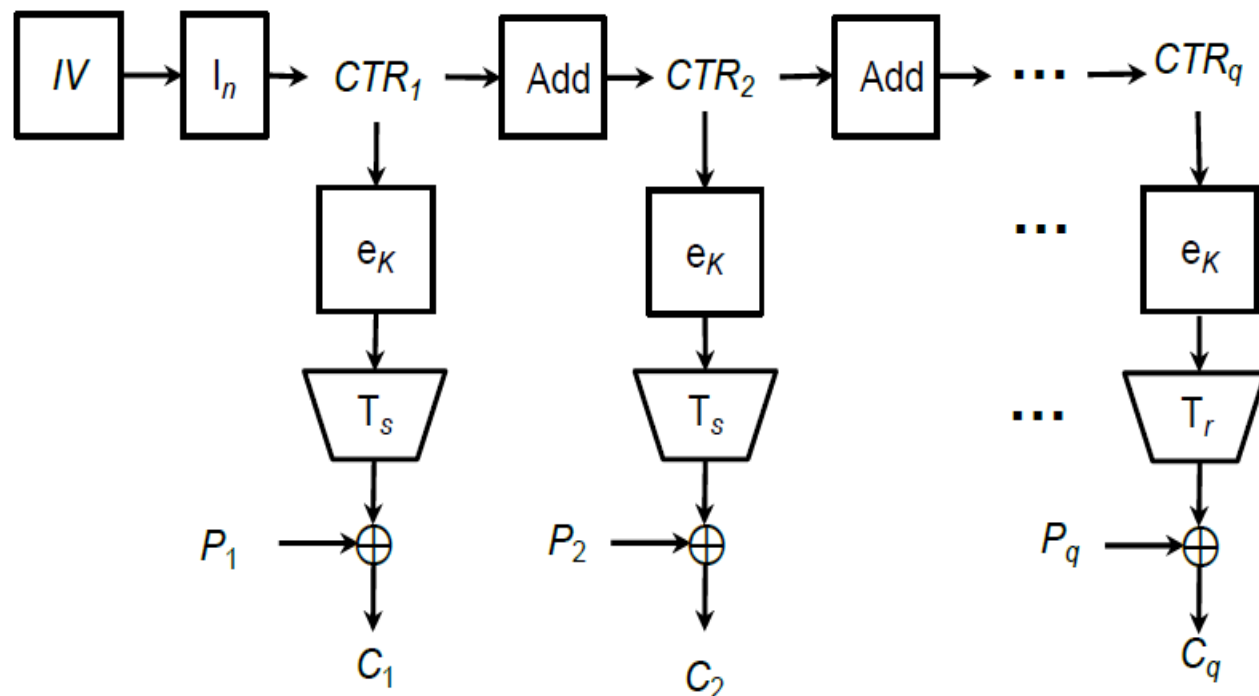 IV I_n CTR_1 Add CTR_2 Add ... CTR_q
e_K e_K ... e_K
T_s T_s ... T_r
P_1 P_2 P_q
C_1 C_2 C_q